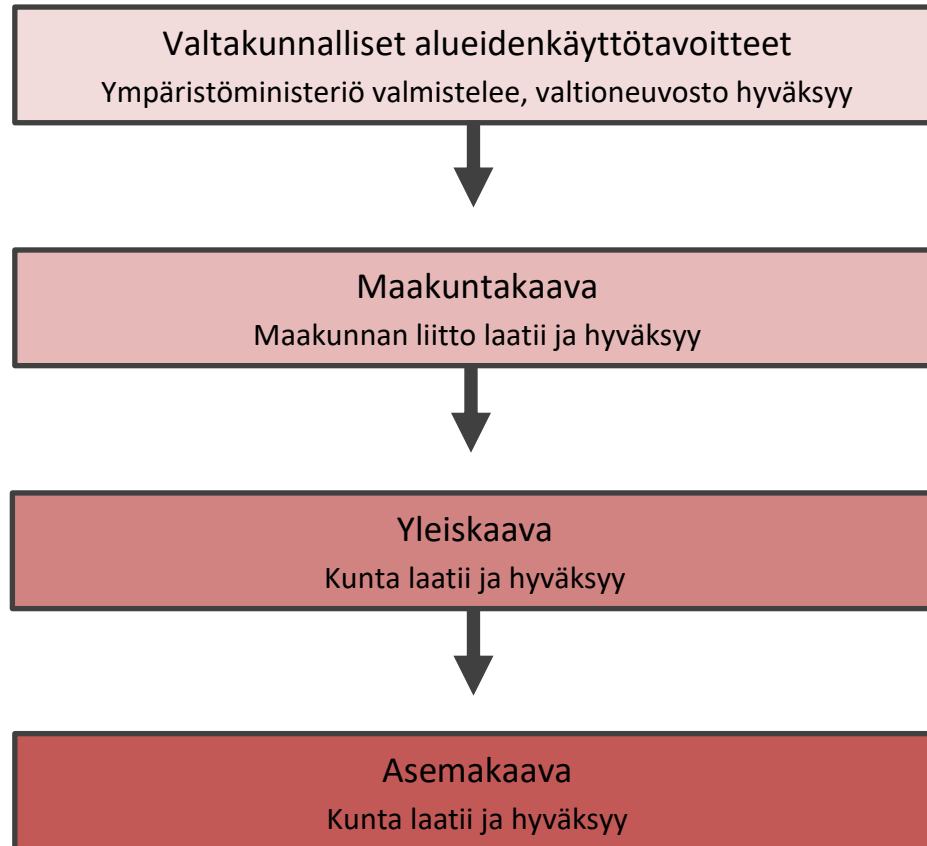 Valtakunnalliset alueidenkäyttötavoitteet
Ympäristöministeriö valmistelee, valtioneuvosto hyväksyy
Maakuntakaava
Maakunnan liitto laatii ja hyväksyy
Yleiskaava
Kunta laatii ja hyväksyy
Asemakaava
Kunta laatii ja hyväksyy